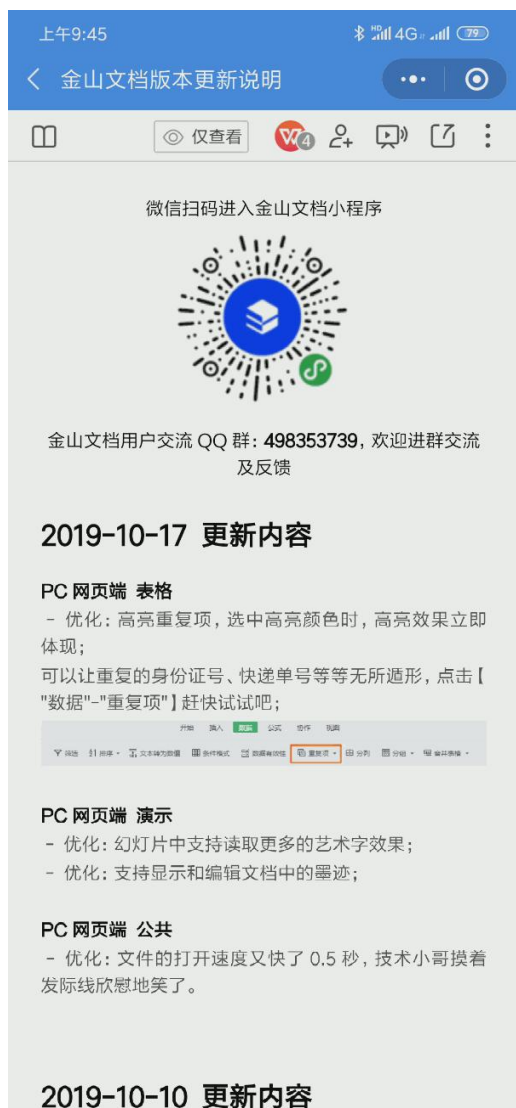 上午9:45
HD 4G 79
金山文档版本更新说明
仅查看
4
微信扫码进入金山文档小程序
金山文档用户交流 QQ 群：498353739，欢迎进群交流
及反馈
2019-10-17 更新内容
PC 网页端 表格
- 优化：高亮重复项，选中高亮颜色时，高亮效果立即
体现；
可以让重复的身份证号、快递单号等等无所遁形，点击【
"数据"-"重复项"】赶快试试吧；
开始 插入 数据 公式 协作 视图
筛选 排序 文本转为数值 条件格式 数据有效性 重复项 分列 分组 合并表格
PC 网页端 演示
- 优化：幻灯片中支持读取更多的艺术字效果；
- 优化：支持显示和编辑文档中的墨迹；
PC 网页端 公共
- 优化：文件的打开速度又快了 0.5 秒，技术小哥摸着
发际线欣慰地笑了。
2019-10-10 更新内容